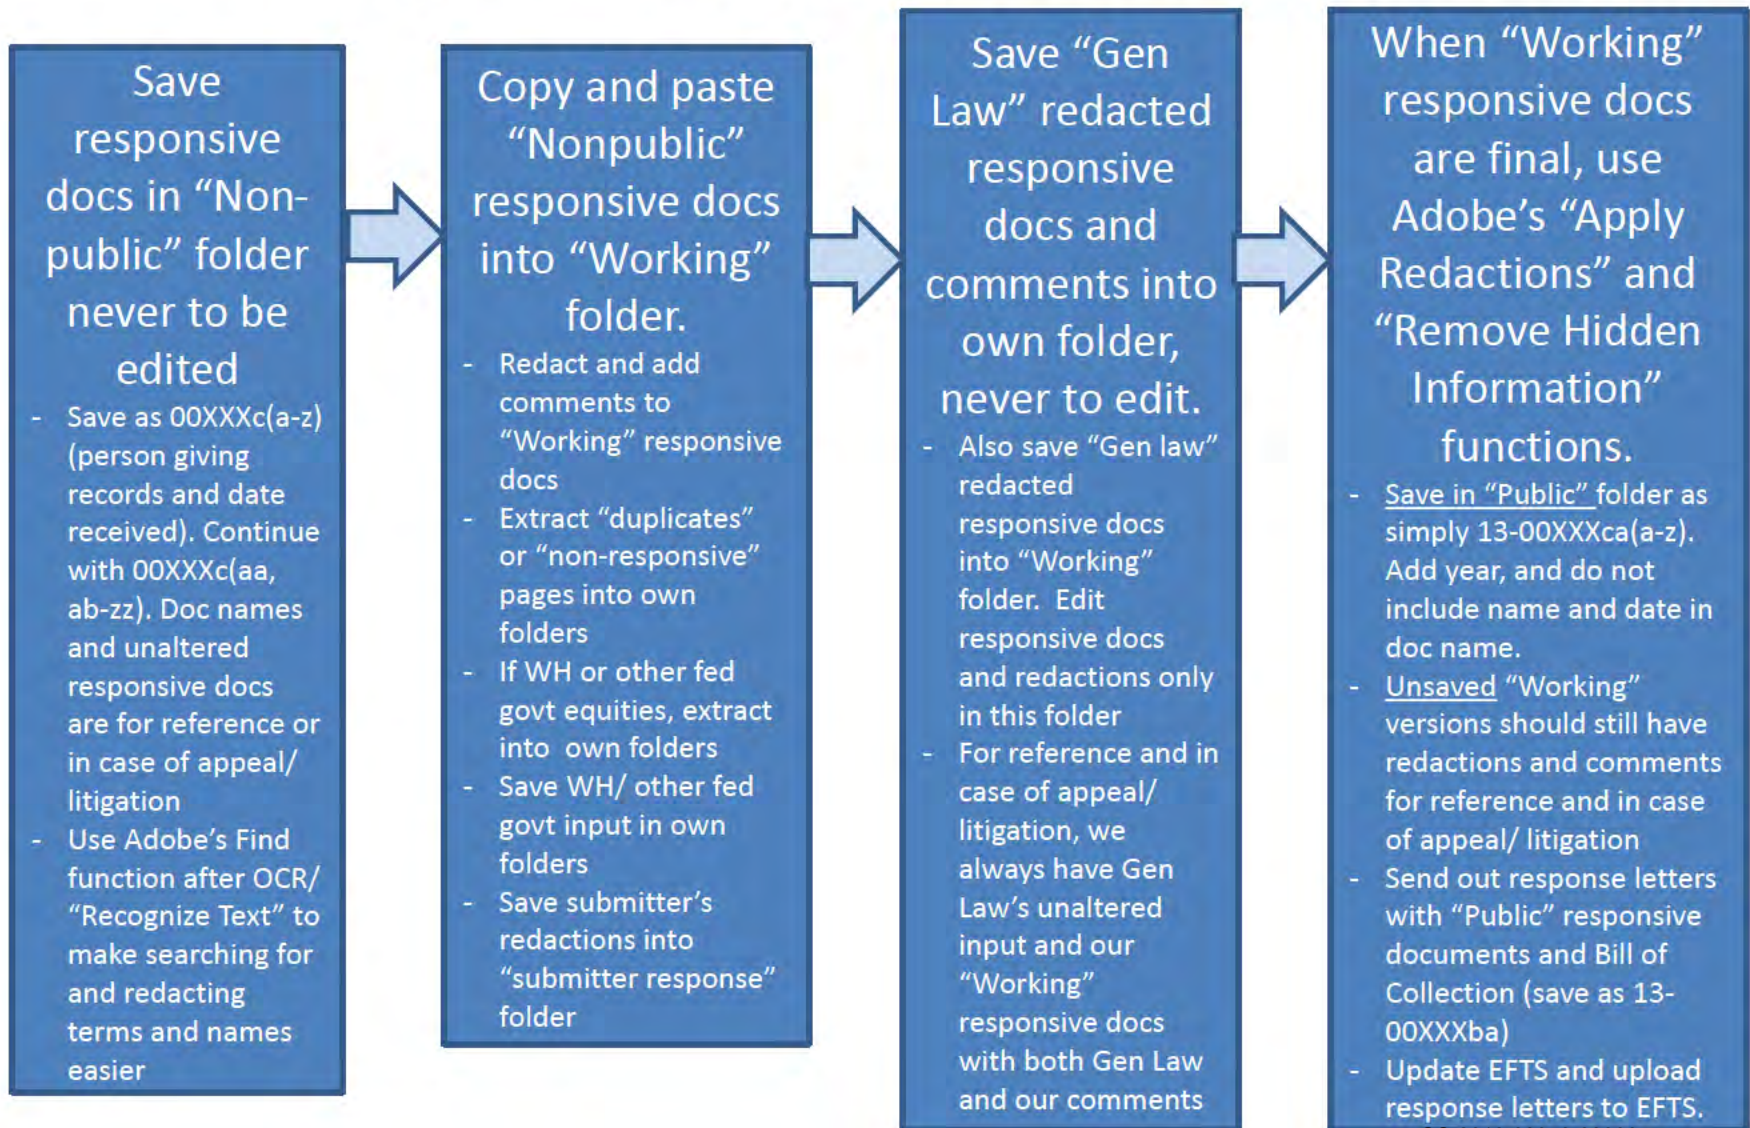 Save
responsive
docs in “Non-
public” folder
never to be
edited
- Save as 00XXXc(a-z)
(person giving
records and date
received). Continue
with 00XXXc(aa,
ab-zz). Doc names
and unaltered
responsive docs
are for reference or
in case of appeal/
litigation
- Use Adobe’s Find
function after OCR/
“Recognize Text” to
make searching for
and redacting
terms and names
easier
Copy and paste
“Nonpublic”
responsive docs
into “Working”
folder.
- Redact and add
comments to
“Working” responsive
docs
- Extract “duplicates”
or “non-responsive”
pages into own
folders
- If WH or other fed
govt equities, extract
into own folders
- Save WH/ other fed
govt input in own
folders
- Save submitter’s
redactions into
“submitter response”
folder
Save “Gen
Law” redacted
responsive
docs and
comments into
own folder,
never to edit.
- Also save “Gen law”
redacted
responsive docs
into “Working”
folder. Edit
responsive docs
and redactions only
in this folder
- For reference and in
case of appeal/
litigation, we
always have Gen
Law’s unaltered
input and our
“Working”
responsive docs
with both Gen Law
and our comments
When “Working”
responsive docs
are final, use
Adobe’s “Apply
Redactions” and
“Remove Hidden
Information”
functions.
- Save in “Public” folder as
simply 13-00XXXca(a-z).
Add year, and do not
include name and date in
doc name.
- Unsaved “Working”
versions should still have
redactions and comments
for reference and in case
of appeal/ litigation
- Send out response letters
with “Public” responsive
documents and Bill of
Collection (save as 13-
00XXXba)
- Update EFTS and upload
response letters to EFTS.